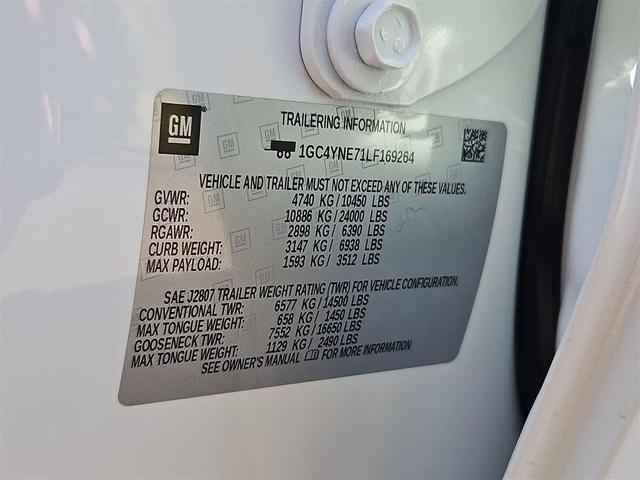 GM
TRAILERING INFORMATION
1GC4YNE71LF169264
VEHICLE AND TRAILER MUST NOT EXCEED ANY OF THESE VALUES.
GVWR: 4740 KG / 10450 LBS
GCWR: 10886 KG / 24000 LBS
RGAWR: 2898 KG / 6390 LBS
CURB WEIGHT: 3147 KG / 6938 LBS
MAX PAYLOAD: 1593 KG / 3512 LBS
SAE J2807 TRAILER WEIGHT RATING (TWR) FOR VEHICLE CONFIGURATION.
CONVENTIONAL TWR: 6577 KG / 14500 LBS
MAX TONGUE WEIGHT: 658 KG / 1450 LBS
GOOSENECK TWR: 7552 KG / 16650 LBS
MAX TONGUE WEIGHT: 1129 KG / 2490 LBS
SEE OWNER'S MANUAL FOR MORE INFORMATION